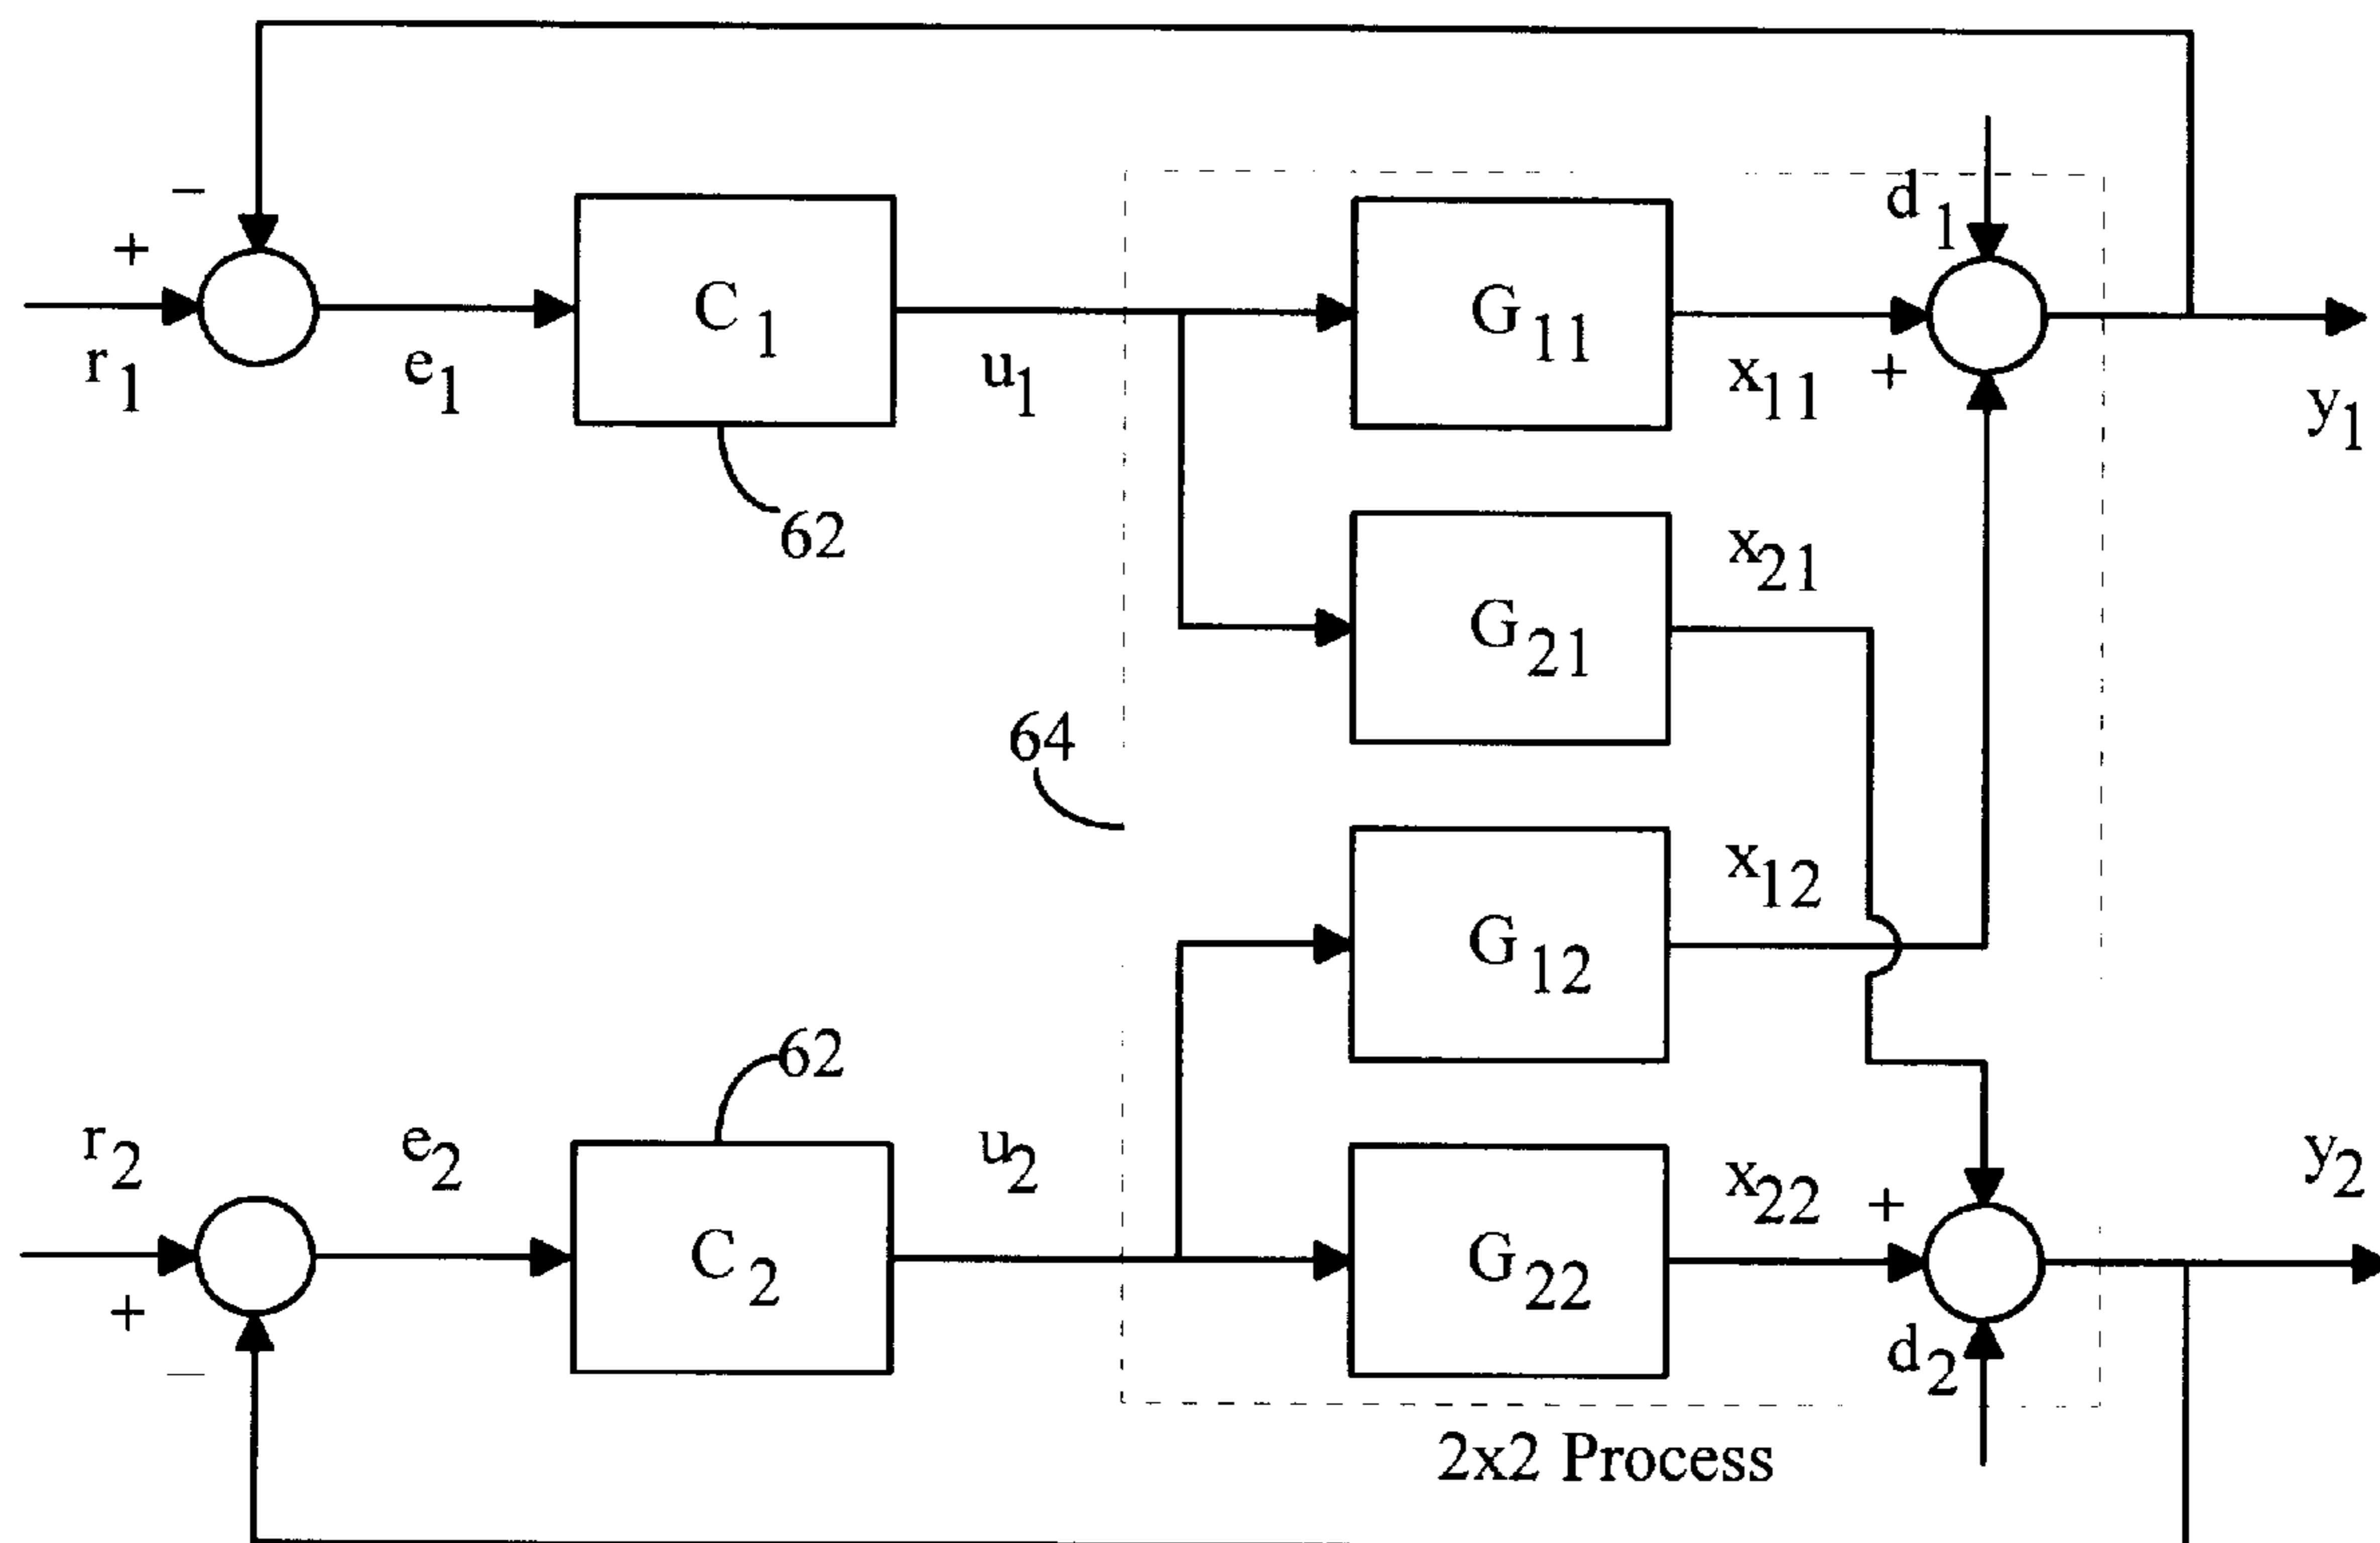 −
+
r1
e1
C1
62
u1
G11
x11
+
d1
y1
G21
x21
64
G12
x12
r2
+
−
e2
C2
62
u2
G22
x22
+
d2
y2
2x2 Process